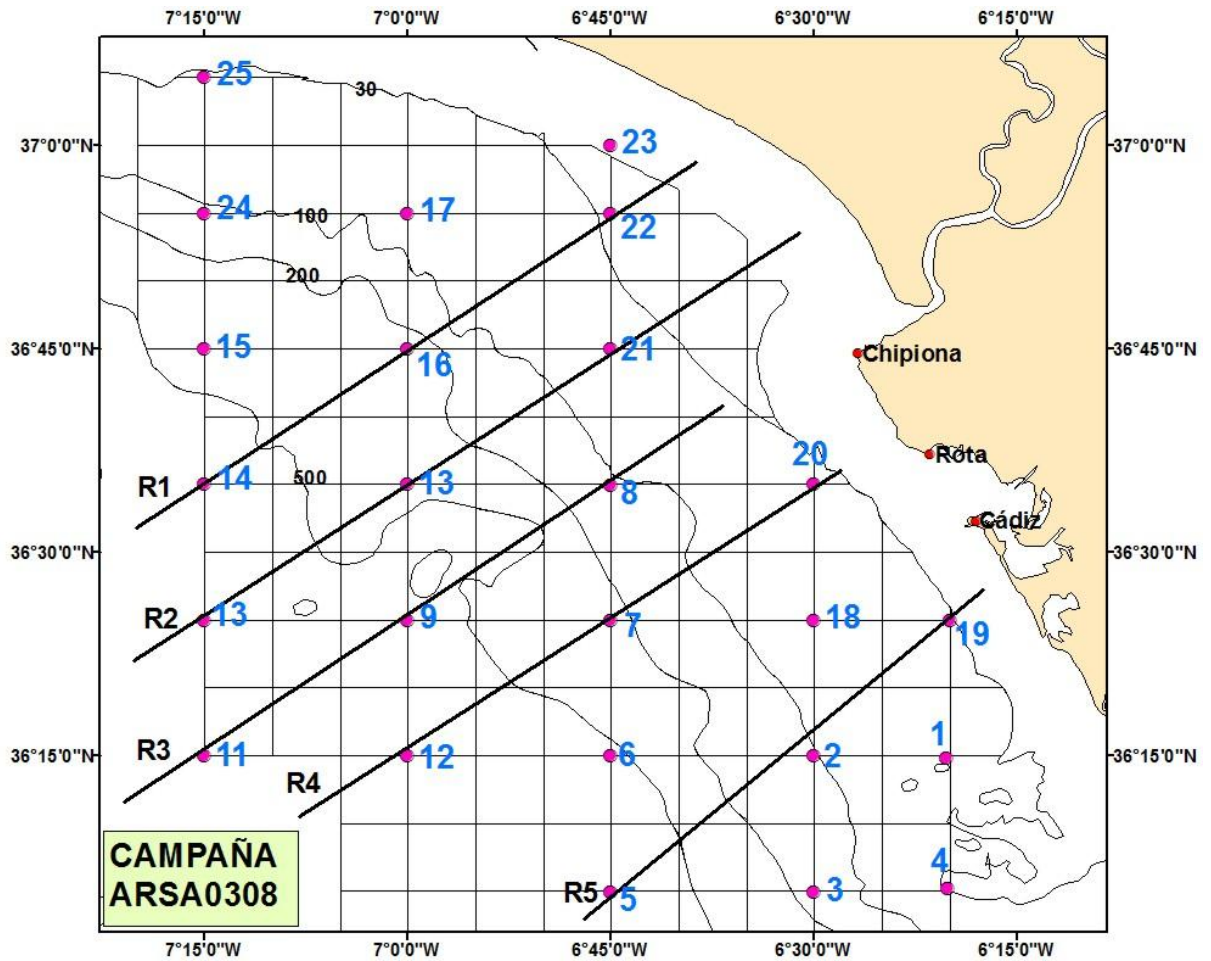 7°15'0"W 7°0'0"W 6°45'0"W 6°30'0"W 6°15'0"W
25
30
37°0'0"N 23 37°0'0"N
24 100 17 22
200
36°45'0"N 15 16 21 Chipiona 36°45'0"N
20 Rota
R1 14 500 13 8
Cádiz
36°30'0"N 36°30'0"N
R2 13 9 7 18 19
1
36°15'0"N R3 11 R4 12 6 2 36°15'0"N
CAMPAÑA
ARSA0308
4
R5 5 3
7°15'0"W 7°0'0"W 6°45'0"W 6°30'0"W 6°15'0"W